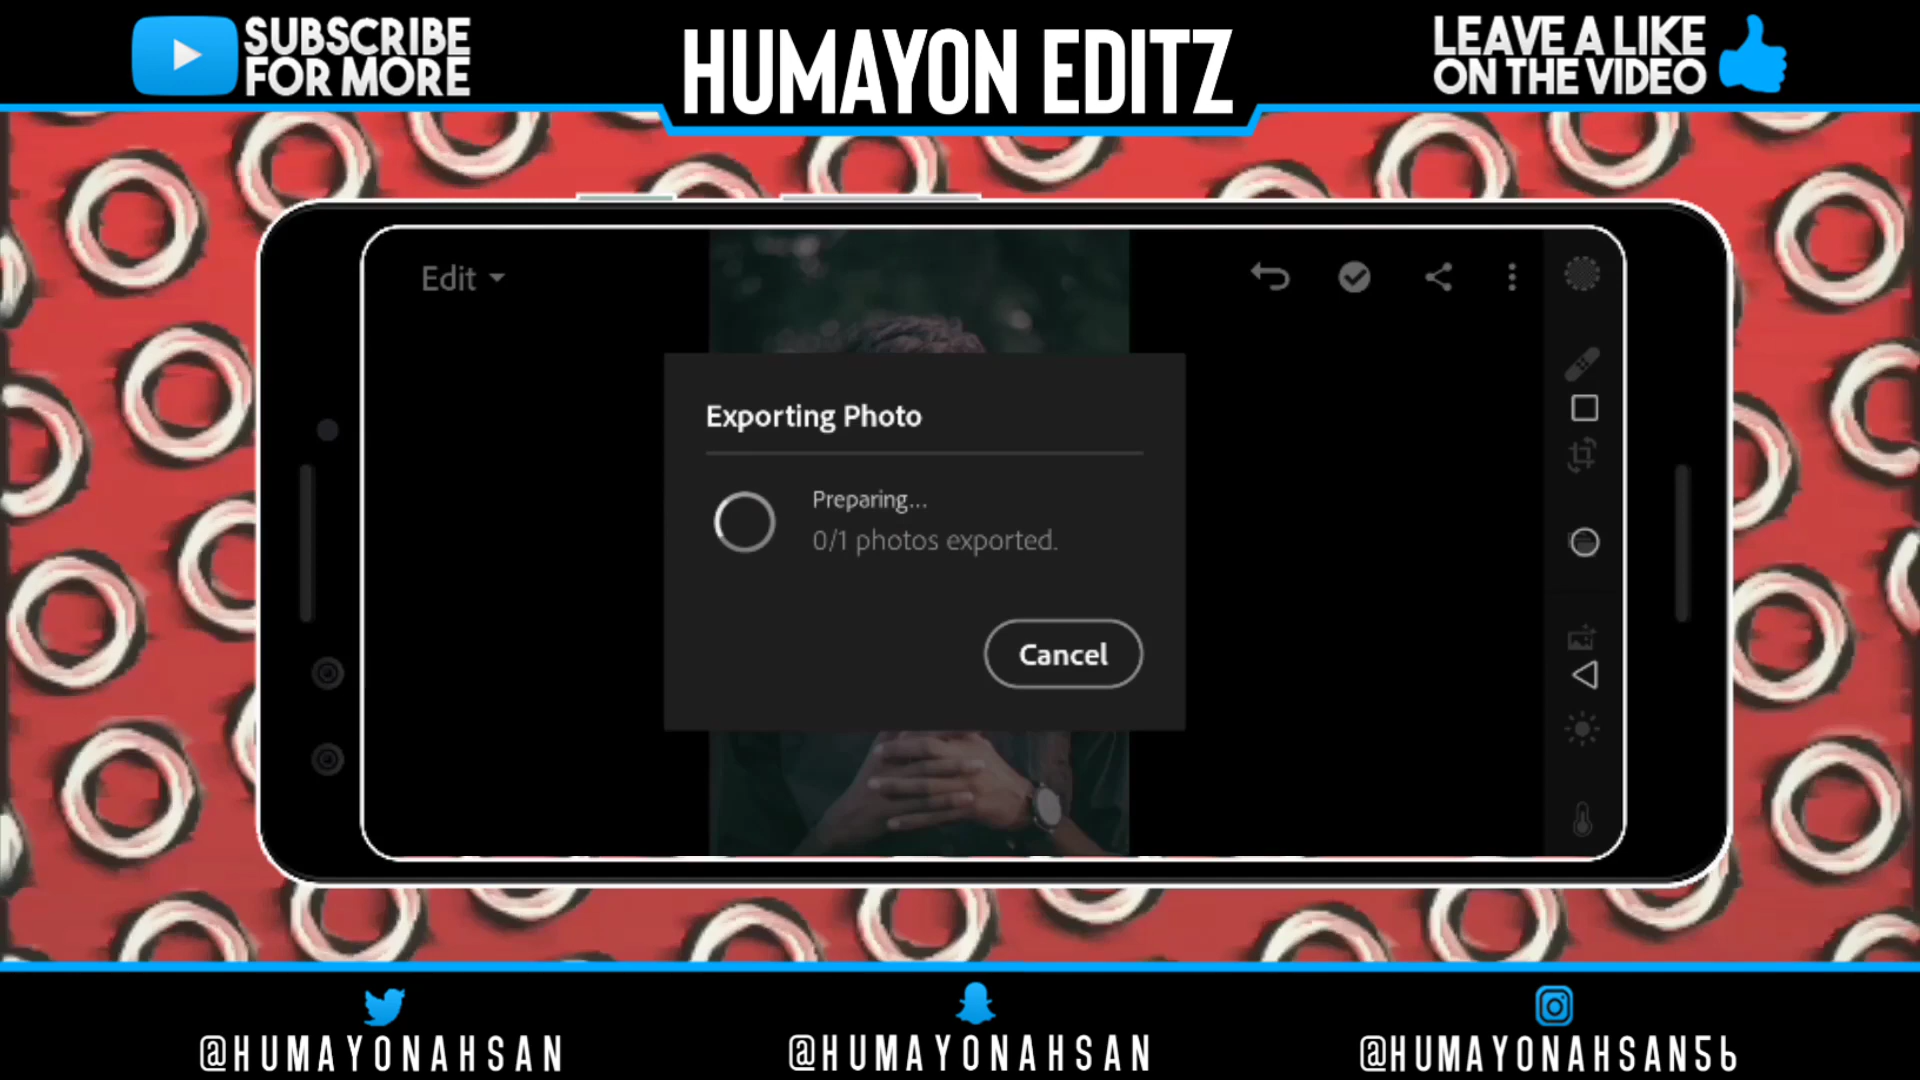 SUBSCRIBE
FOR MORE
HUMAYON EDITZ
LEAVE A LIKE
ON THE VIDEO
Edit
Exporting Photo
Preparing...
0/1 photos exported.
Cancel
@HUMAYONAHSAN
@HUMAYONAHSAN
@HUMAYONAHSAN56